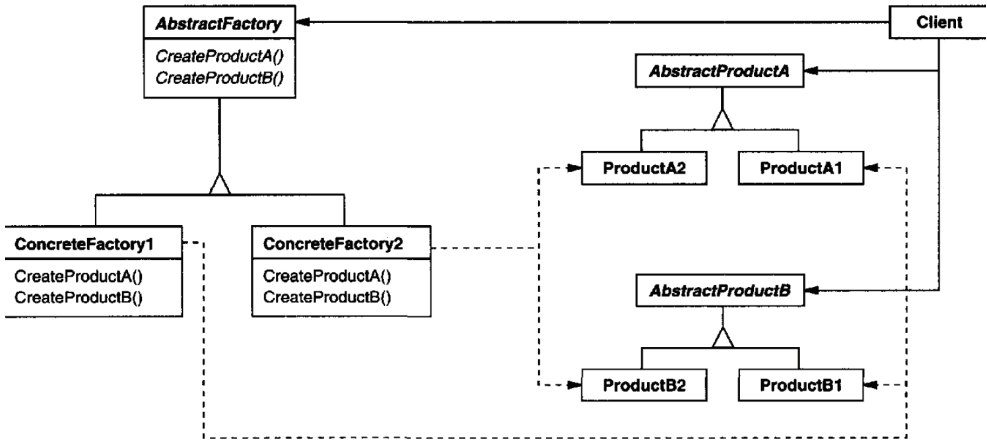 AbstractFactory
CreateProductA()
CreateProductB()
Client
AbstractProductA
ProductA2
ProductA1
ConcreteFactory1
CreateProductA()
CreateProductB()
ConcreteFactory2
CreateProductA()
CreateProductB()
AbstractProductB
ProductB2
ProductB1